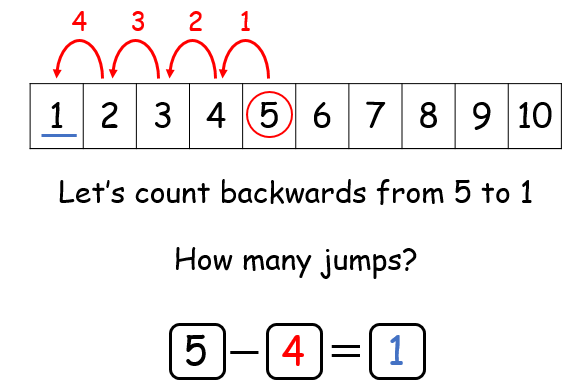 4 3 2 1
1 2 3 4 5 6 7 8 9 10
Let's count backwards from 5 to 1
How many jumps?
5 - 4 = 1